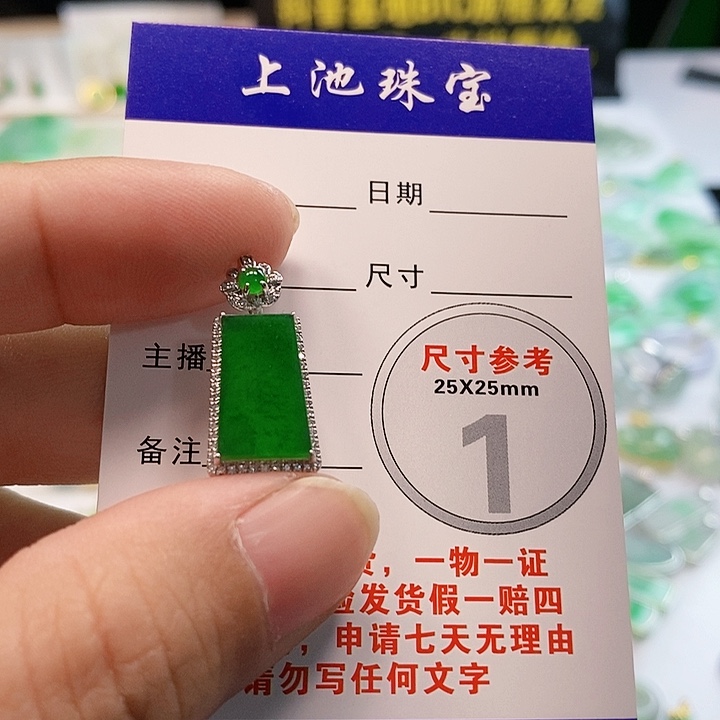 上池珠宝
日期
尺寸
主播
尺寸参考
25X25mm
1
备注
，一物一证
发货假一赔四
，申请七天无理由
请勿写任何文字